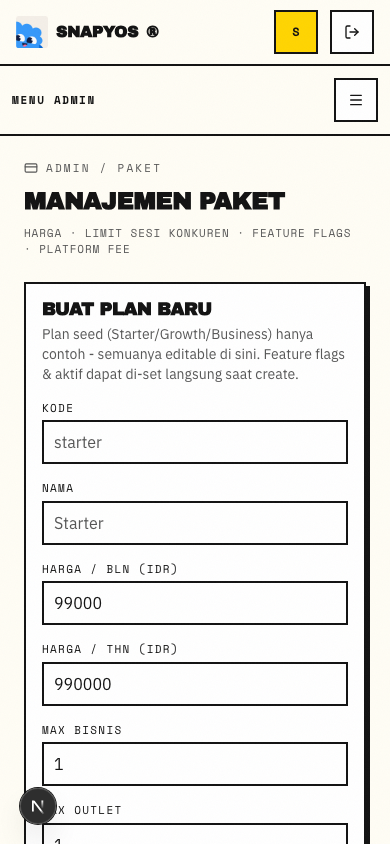 SNAPYOS ®
S
MENU ADMIN
ADMIN / PAKET
MANAJEMEN PAKET
HARGA · LIMIT SESI KONKUREN · FEATURE FLAGS
· PLATFORM FEE
BUAT PLAN BARU
Plan seed (Starter/Growth/Business) hanya
contoh - semuanya editable di sini. Feature flags
& aktif dapat di-set langsung saat create.
KODE
starter
NAMA
Starter
HARGA / BLN (IDR)
99000
HARGA / THN (IDR)
990000
MAX BISNIS
1
N
OUTLET